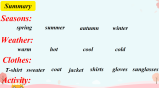 Summary
Seasons:
spring summer autumn winter
Weather:
warm hot cool cold
Clothes:
T-shirt sweater coat jacket shirts gloves sunglasses
Activity: